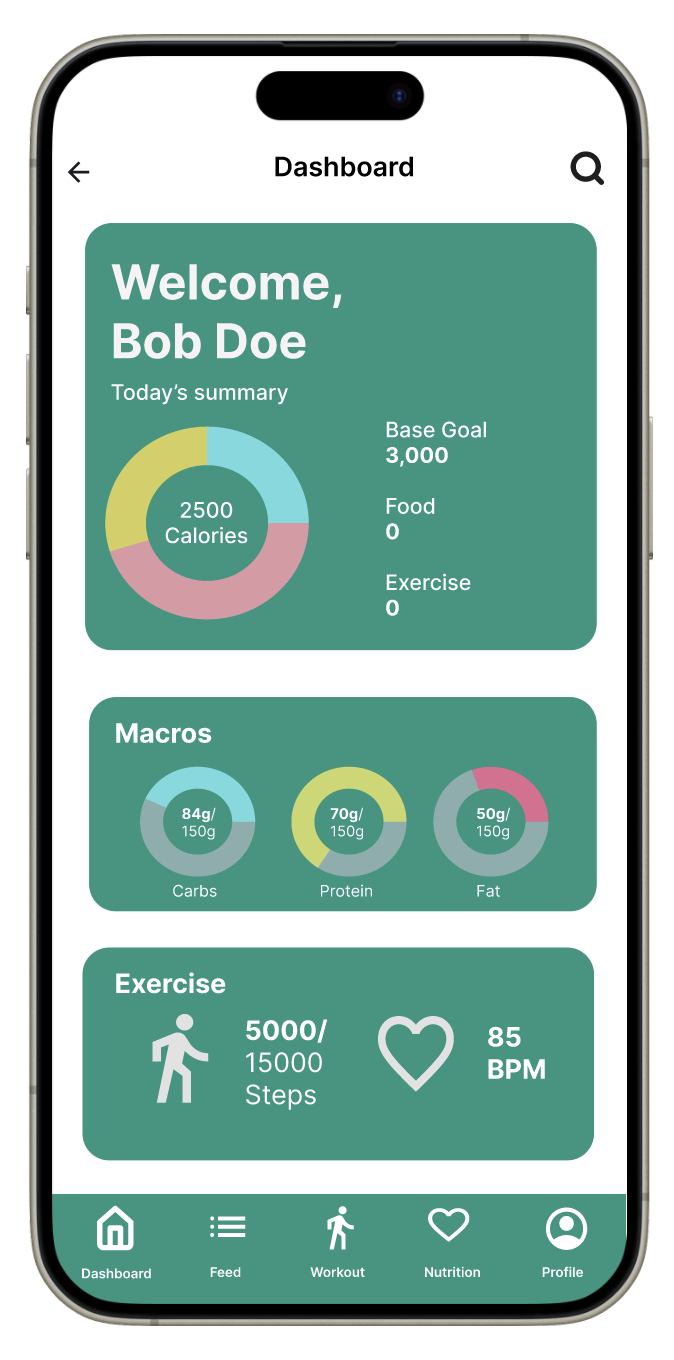 Dashboard
Welcome,
Bob Doe
Today’s summary
2500
Calories
Base Goal
3,000
Food
0
Exercise
0
Macros
84g/
150g
Carbs
70g/
150g
Protein
50g/
150g
Fat
Exercise
5000/
15000
Steps
85
BPM
Dashboard
Feed
Workout
Nutrition
Profile